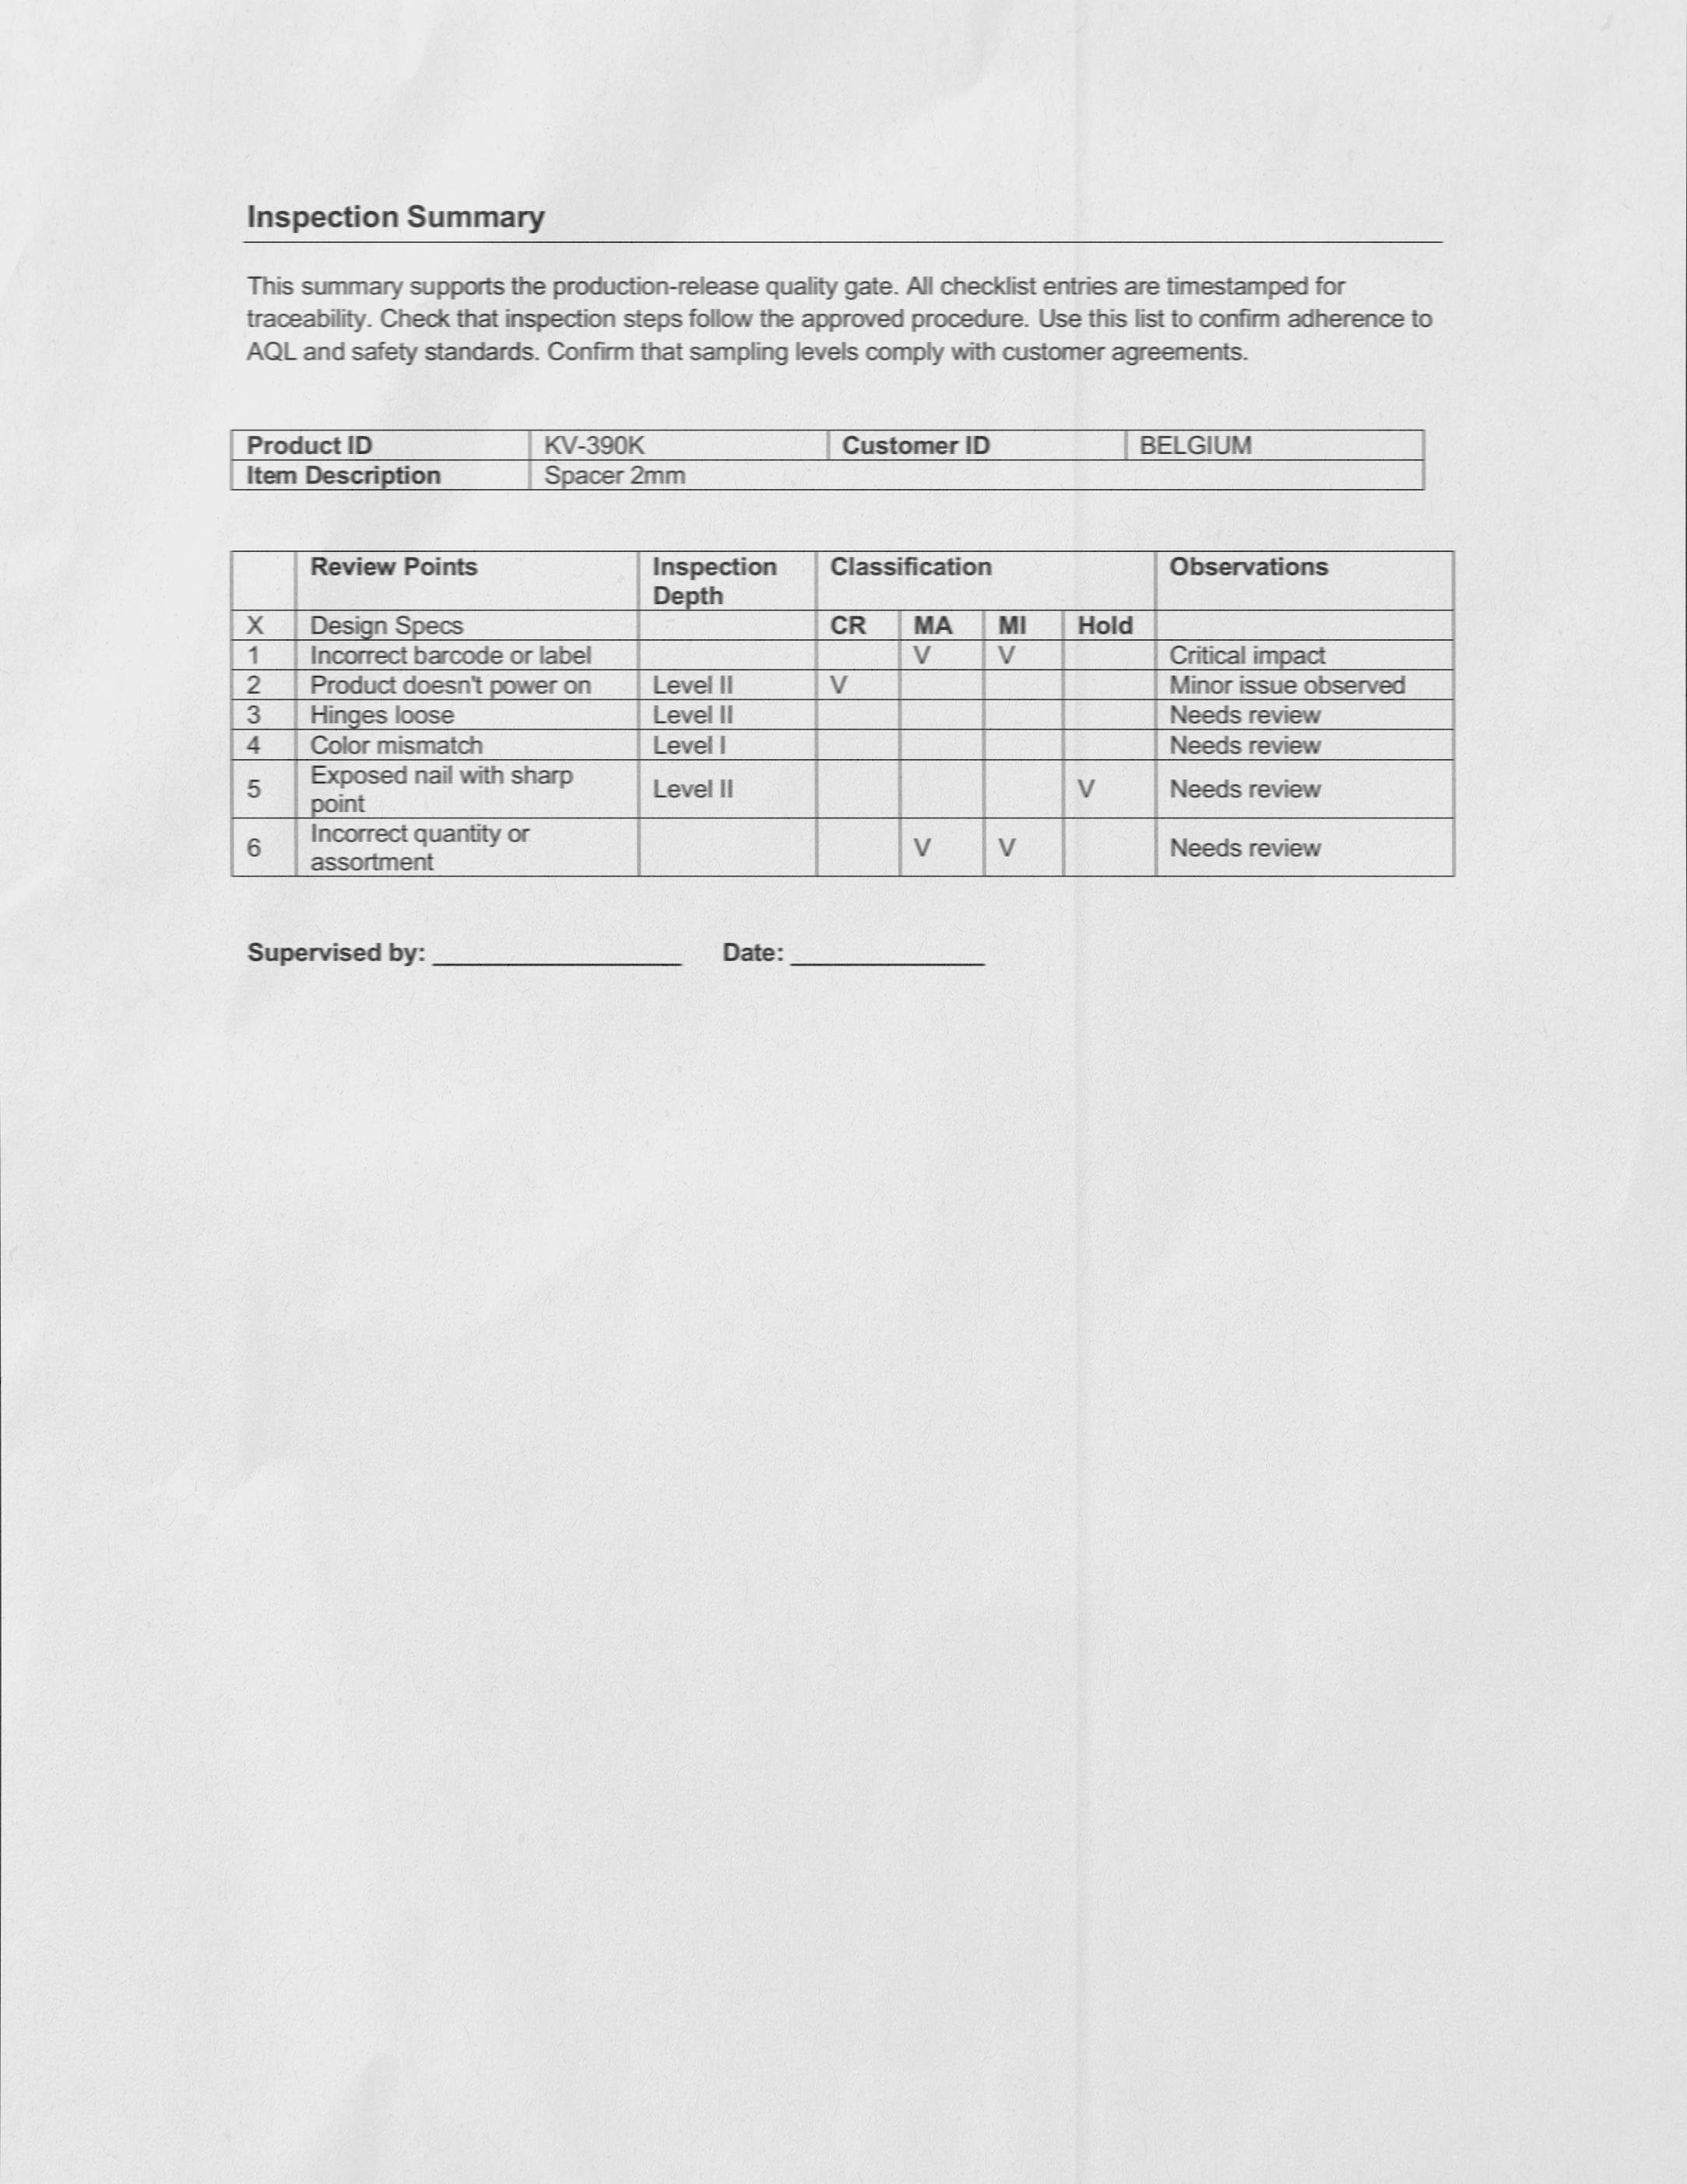 Inspection Summary
This summary supports the production-release quality gate. All checklist entries are timestamped for
traceability. Check that inspection steps follow the approved procedure. Use this list to confirm adherence to
AQL and safety standards. Confirm that sampling levels comply with customer agreements.
Product ID KV-390K Customer ID BELGIUM
Item Description Spacer 2mm
Review Points Inspection Depth Classification Observations
X Design Specs CR MA MI Hold
1 Incorrect barcode or label V V Critical impact
2 Product doesn't power on Level II V Minor issue observed
3 Hinges loose Level II Needs review
4 Color mismatch Level I Needs review
5 Exposed nail with sharp point Level II V Needs review
6 Incorrect quantity or assortment V V Needs review
Supervised by: Date: